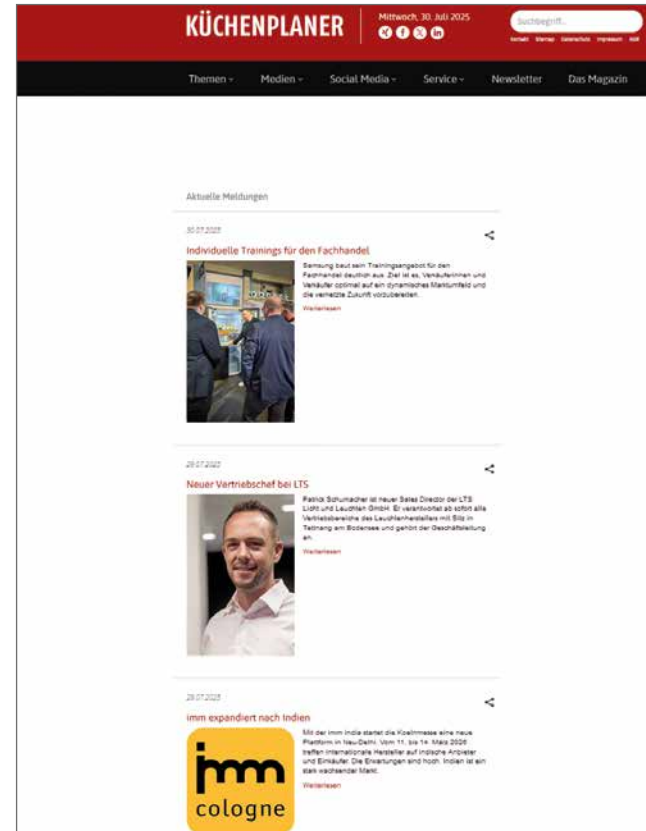 KÜCHENPLANER
Mittwoch, 30. Juli 2025
Suchbegriff..
Kontakt Sitemap Datenschutz Impressum AGB
Themen Medien Social Media Service Newsletter Das Magazin
Aktuelle Meldungen
30.07.2025
Individuelle Trainings für den Fachhandel
Samsung baut sein Trainingsangebot für den
Fachhandel deutlich aus. Ziel ist es, Verkäuferinnen und
Verkäufer optimal auf ein dynamisches Marktumfeld und
die vernetzte Zukunft vorzubereiten.
Weiterlesen
29.07.2025
Neuer Vertriebschef bei LTS
Patrick Schumacher ist neuer Sales Director der LTS
Licht und Leuchten GmbH. Er verantwortet ab sofort alle
Vertriebsbereiche des Leuchtenherstellers mit Sitz in
Tettnang am Bodensee und gehört der Geschäftsleitung
an.
Weiterlesen
29.07.2025
imm expandiert nach Indien
Mit der imm India startet die Koelnmesse eine neue
Plattform in Neu-Delhi. Vom 11. bis 14. März 2026
treffen internationale Hersteller auf indische Anbieter
und Einkäufer. Die Erwartungen sind hoch. Indien ist ein
stark wachsender Markt.
Weiterlesen
imm
cologne